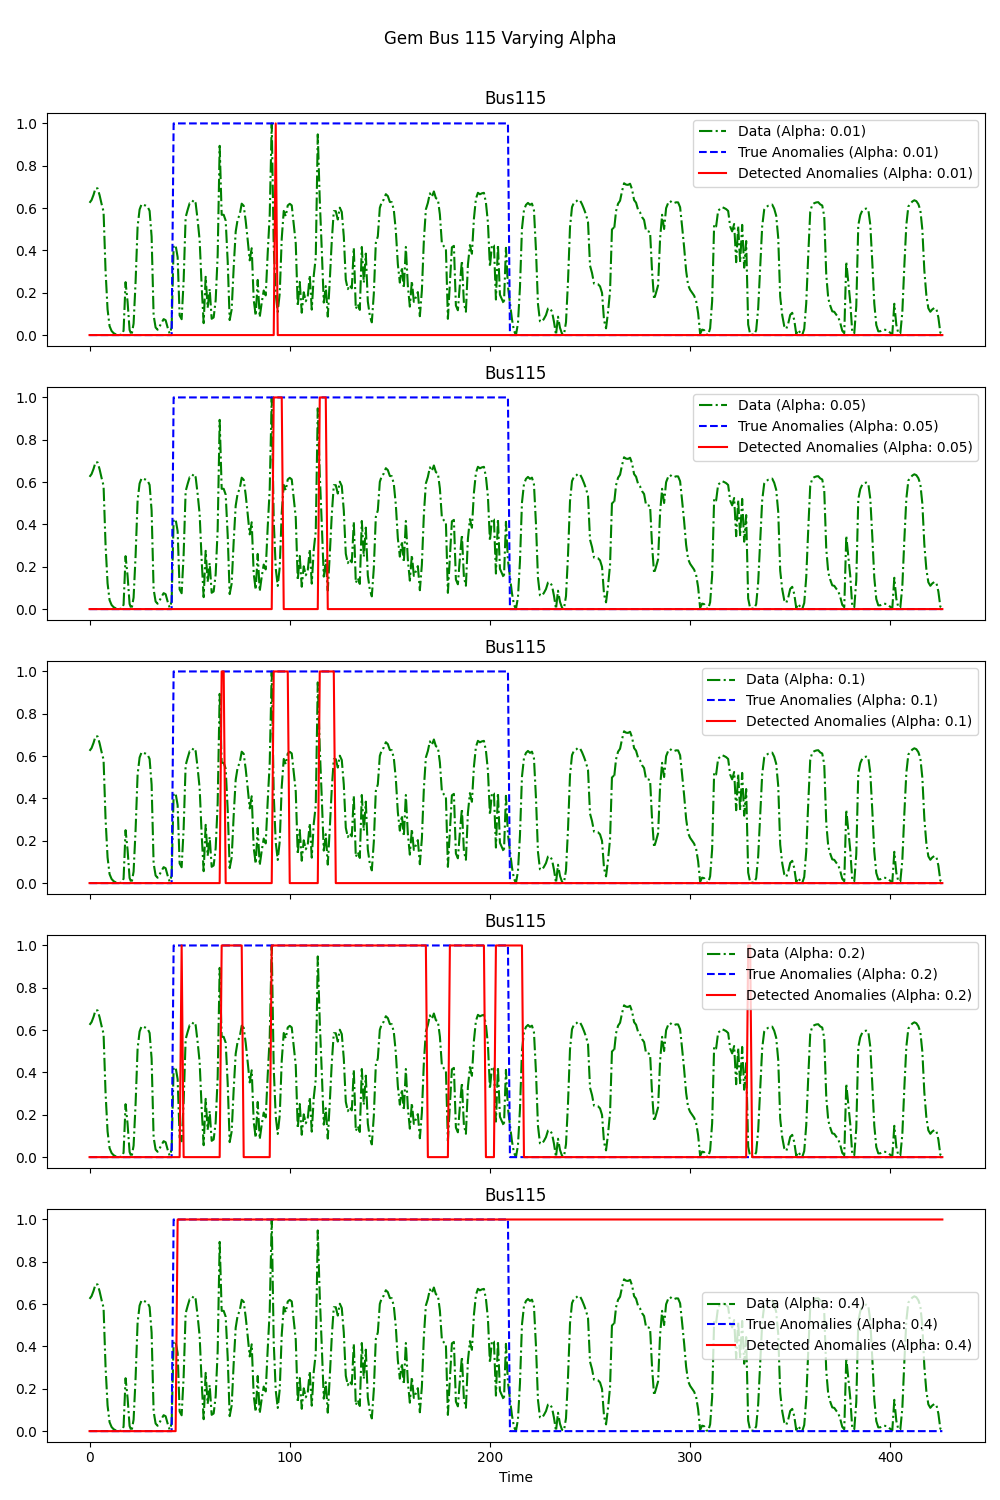 Gem Bus 115 Varying Alpha
Bus115
1.0
0.8
0.6
0.4
0.2
0.0
Data (Alpha: 0.01)
True Anomalies (Alpha: 0.01)
Detected Anomalies (Alpha: 0.01)
Bus115
1.0
0.8
0.6
0.4
0.2
0.0
Data (Alpha: 0.05)
True Anomalies (Alpha: 0.05)
Detected Anomalies (Alpha: 0.05)
Bus115
1.0
0.8
0.6
0.4
0.2
0.0
Data (Alpha: 0.1)
True Anomalies (Alpha: 0.1)
Detected Anomalies (Alpha: 0.1)
Bus115
1.0
0.8
0.6
0.4
0.2
0.0
Data (Alpha: 0.2)
True Anomalies (Alpha: 0.2)
Detected Anomalies (Alpha: 0.2)
Bus115
1.0
0.8
0.6
0.4
0.2
0.0
Data (Alpha: 0.4)
True Anomalies (Alpha: 0.4)
Detected Anomalies (Alpha: 0.4)
0 100 200 300 400
Time